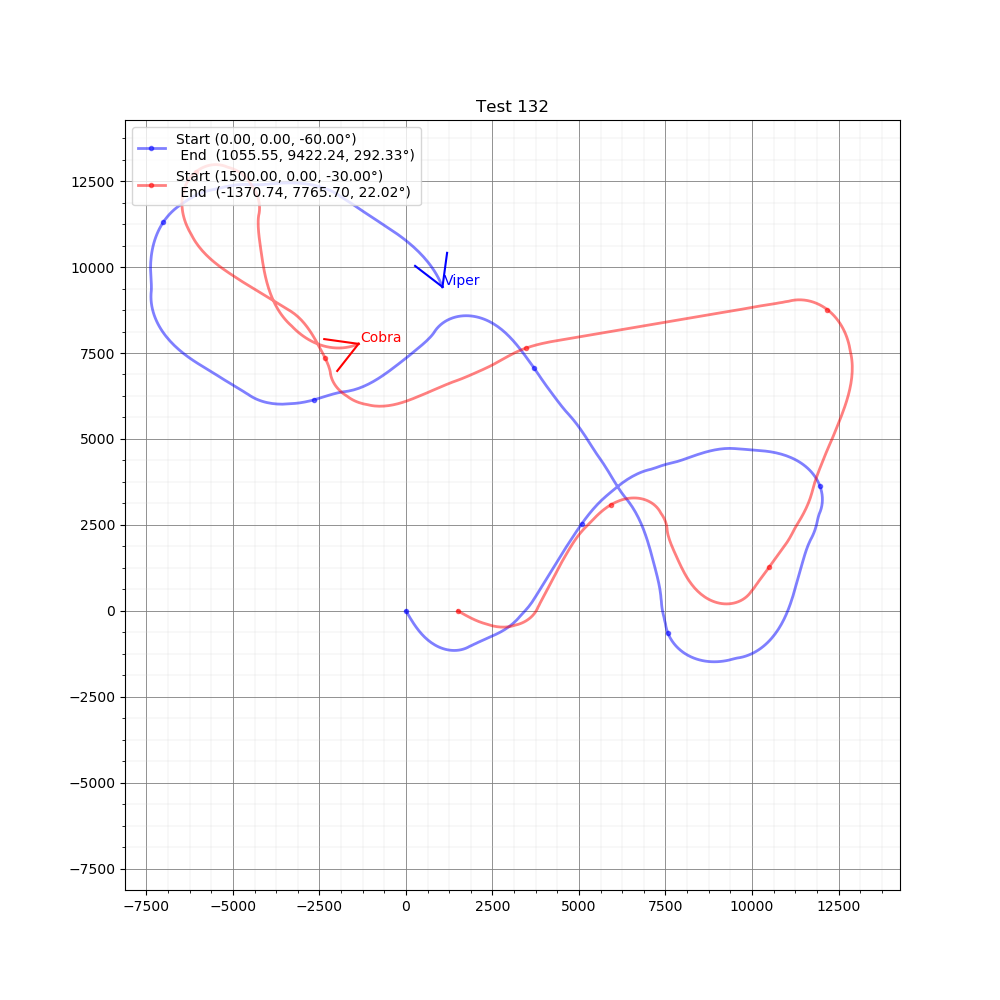 Test 132
Start (0.00, 0.00, -60.00°)
End (1055.55, 9422.24, 292.33°)
Start (1500.00, 0.00, -30.00°)
End (-1370.74, 7765.70, 22.02°)
12500
10000
7500
5000
2500
0
−2500
−5000
−7500
Viper
Cobra
−7500 −5000 −2500 0 2500 5000 7500 10000 12500